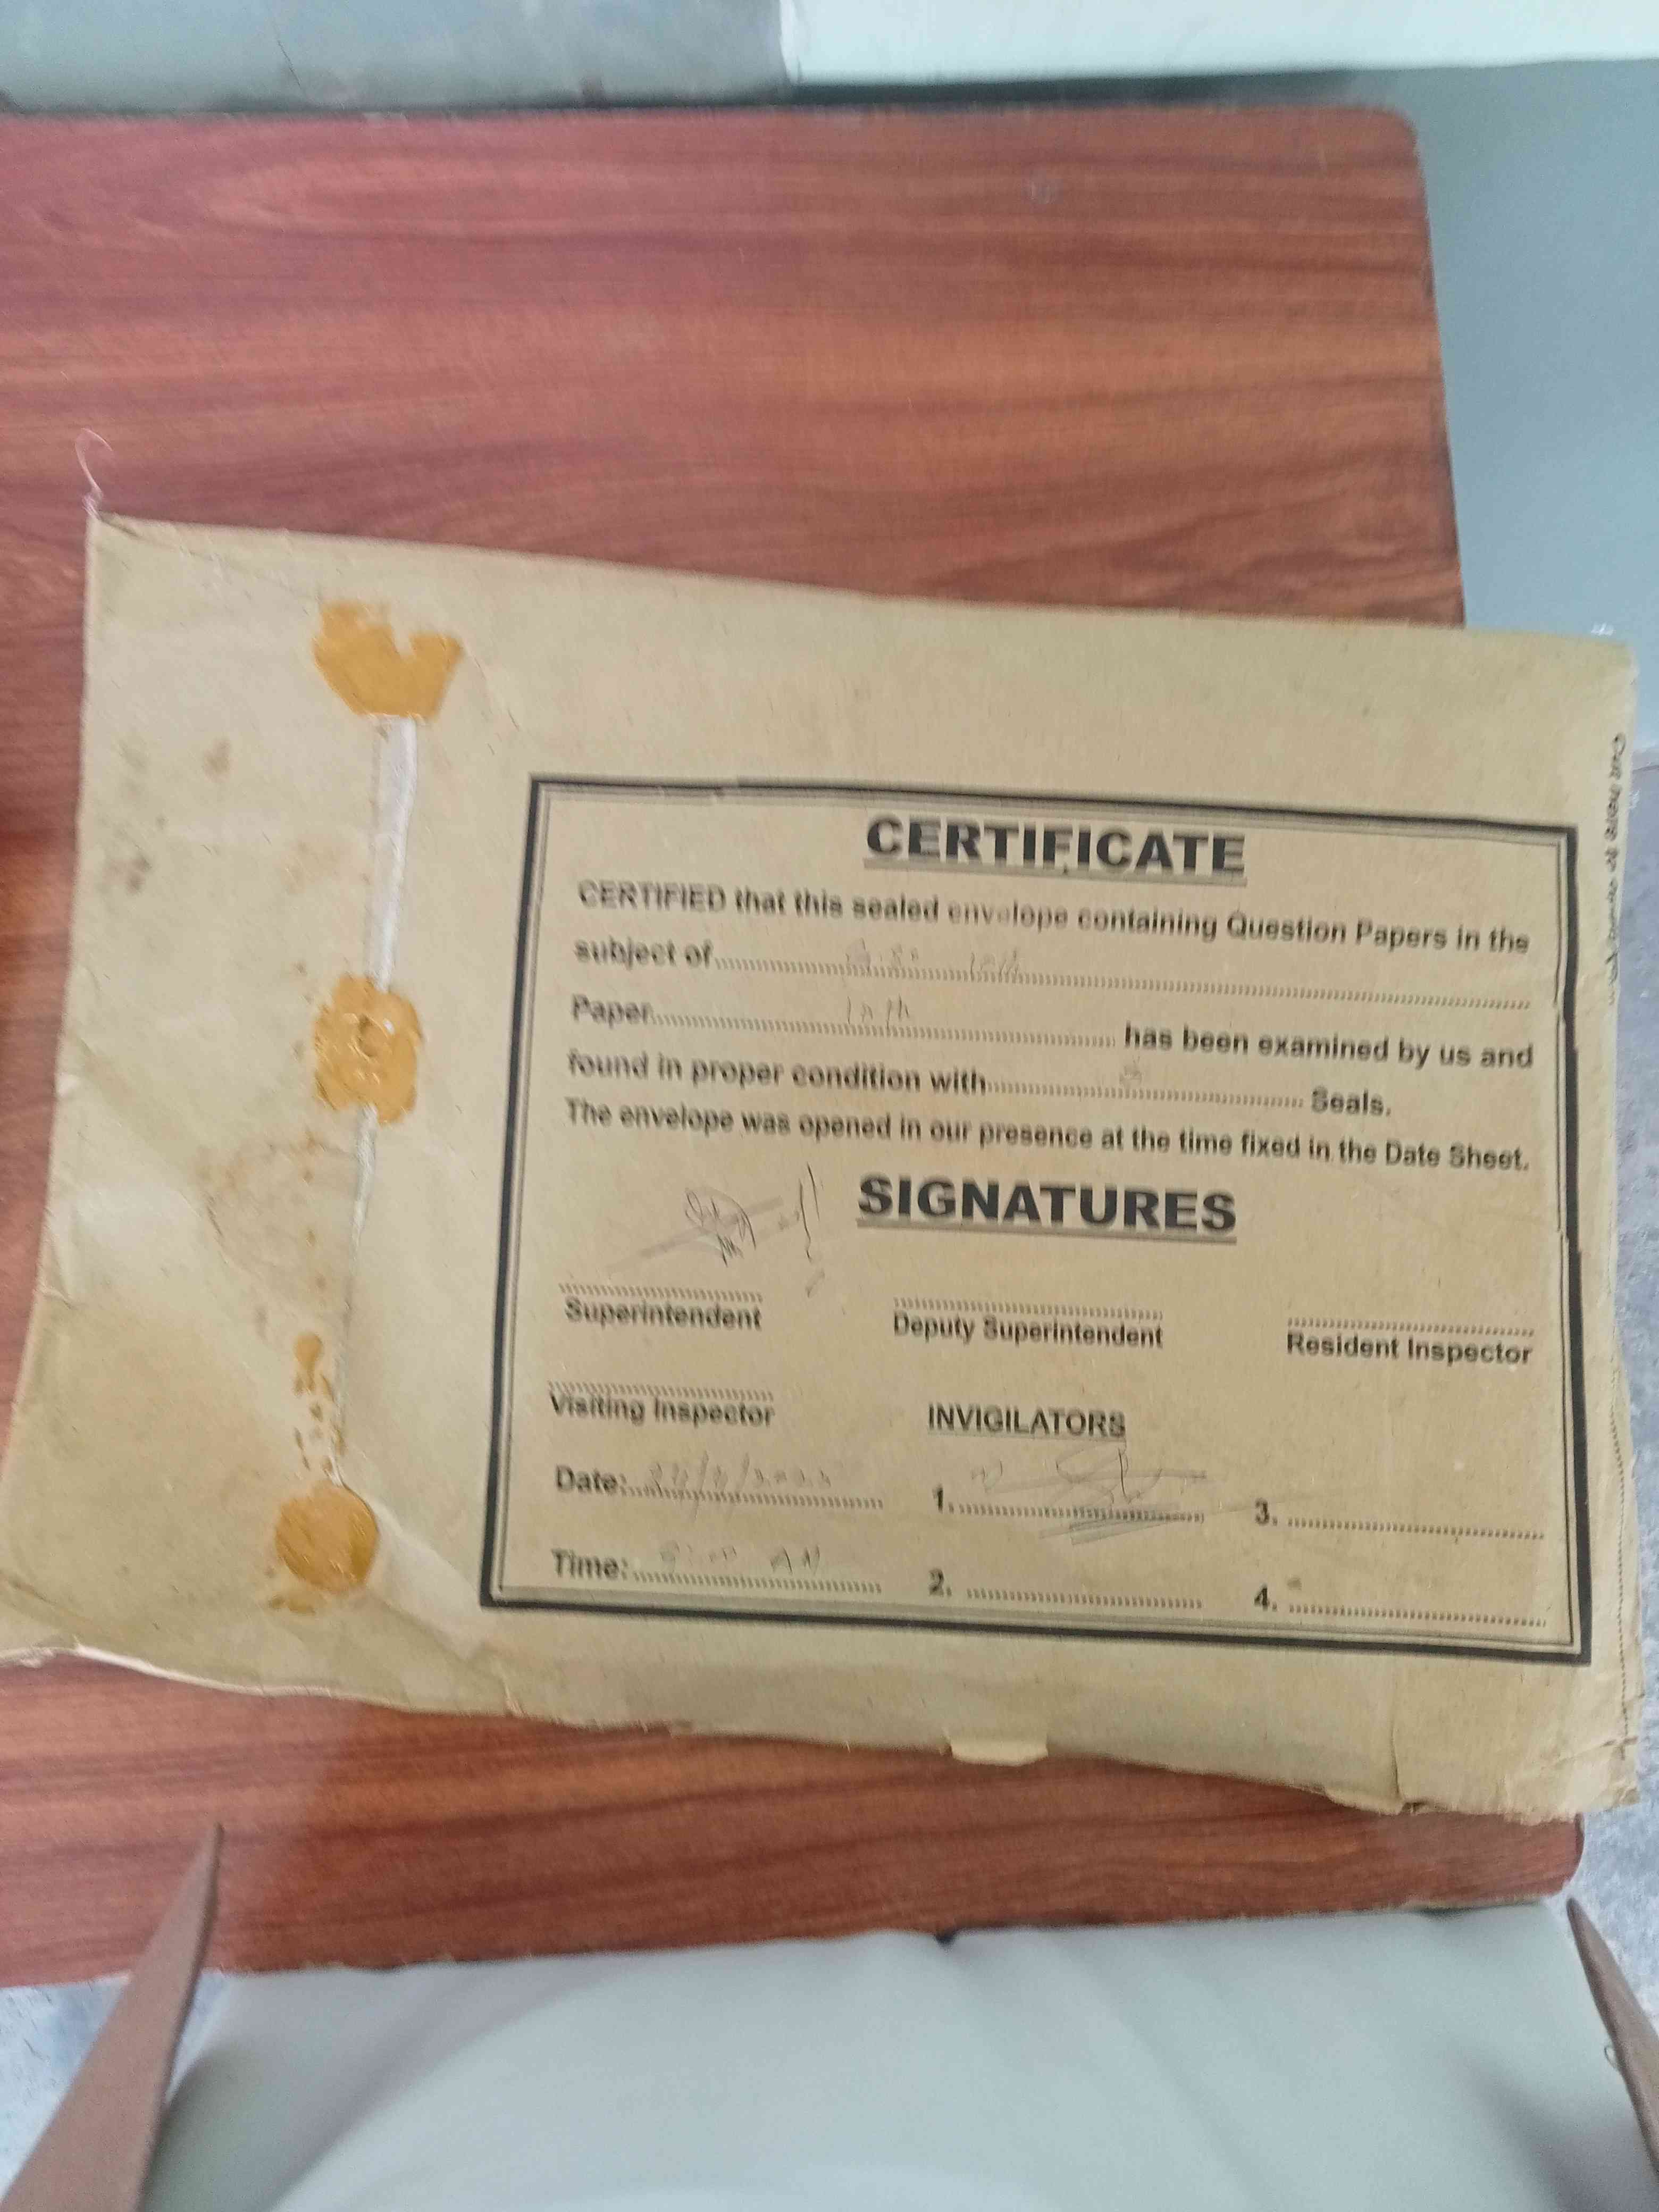 CERTIFICATE
CERTIFIED that this sealed envelope containing Question Papers in the
subject of
Paper has been examined by us and
found in proper condition with Seals.
The envelope was opened in our presence at the time fixed in the Date Sheet.
SIGNATURES
Superintendent Deputy Superintendent Resident Inspector
Visiting Inspector INVIGILATORS
Date: 1. 3.
Time: 2. 4.